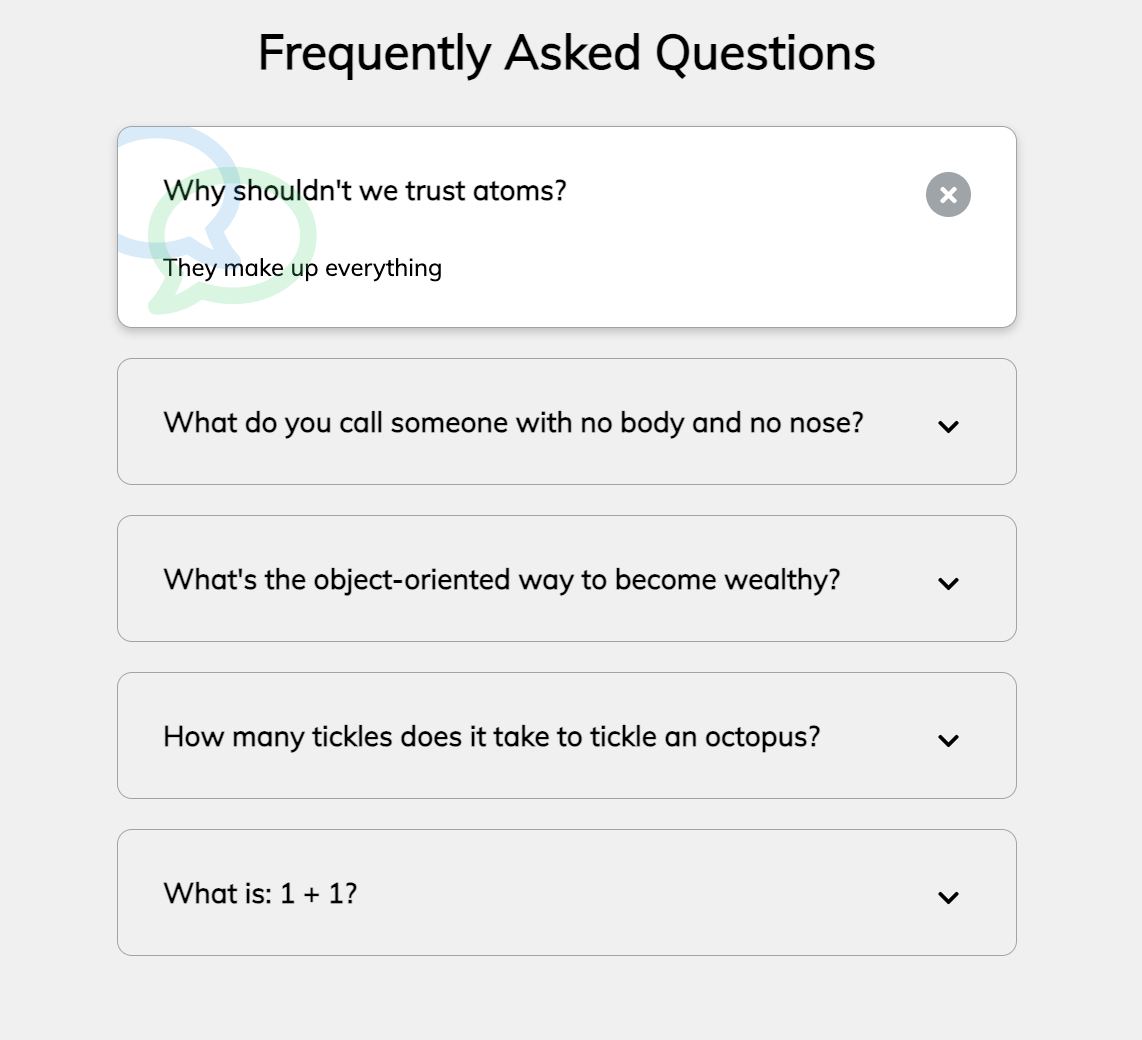 Frequently Asked Questions
Why shouldn't we trust atoms?
They make up everything
What do you call someone with no body and no nose?
What's the object-oriented way to become wealthy?
How many tickles does it take to tickle an octopus?
What is: 1 + 1?